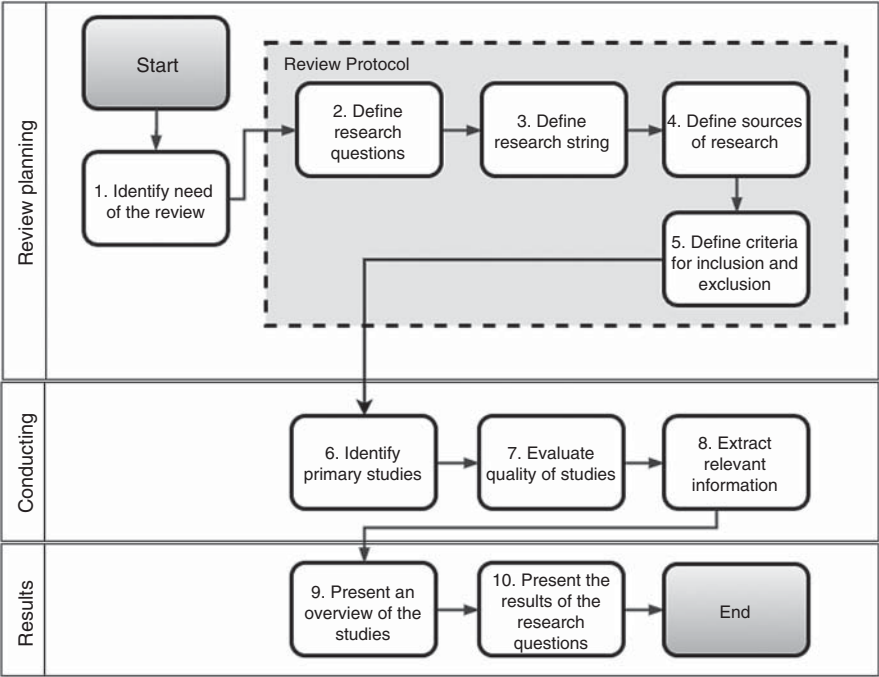 Review planning
Start
1. Identify need
of the review
Review Protocol
2. Define
research
questions
3. Define
research string
4. Define sources
of research
5. Define criteria
for inclusion and
exclusion
Conducting
6. Identify
primary studies
7. Evaluate
quality of studies
8. Extract
relevant
information
Results
9. Present an
overview of the
studies
10. Present the
results of the
research
questions
End